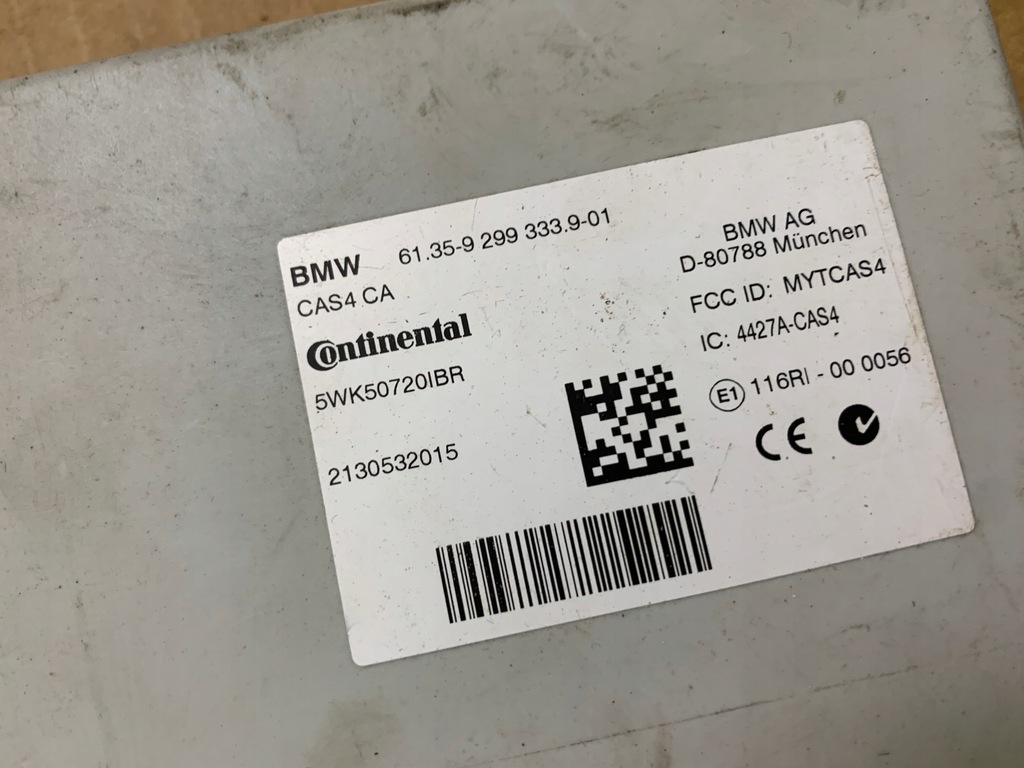 BMW 61.35-9 299 333.9-01
CAS4 CA
Continental
5WK50720IBR
2130532015
BMW AG
D-80788 München
FCC ID: MYTCAS4
IC: 4427A-CAS4
E1 116RI - 00 0056
CE